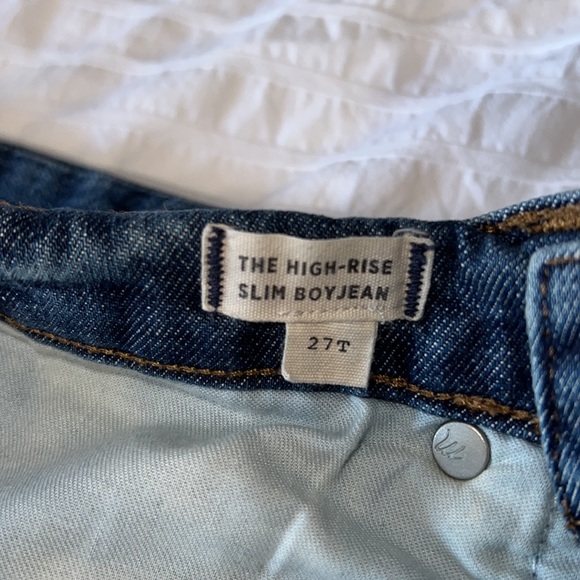 THE HIGH-RISE
SLIM BOYJEAN
27T